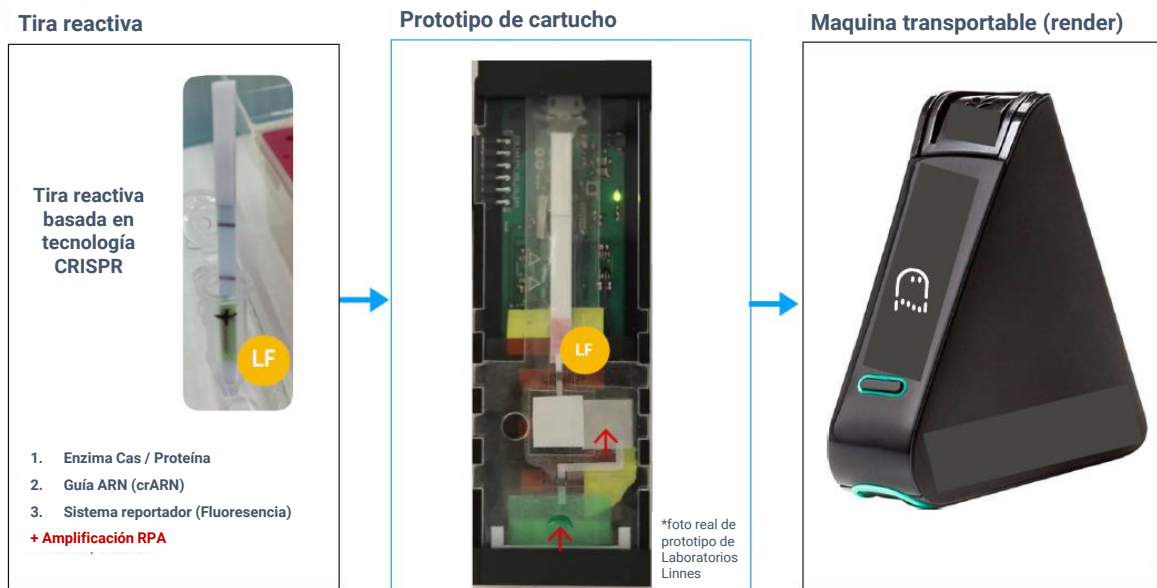 Tira reactiva
Prototipo de cartucho
Maquina transportable (render)
Tira reactiva
basada en
tecnología
CRISPR
LF
1. Enzima Cas / Proteína
2. Guía ARN (crARN)
3. Sistema reportador (Fluoresencia)
+ Amplificación RPA
LF
*foto real de
prototipo de
Laboratorios
Linnes